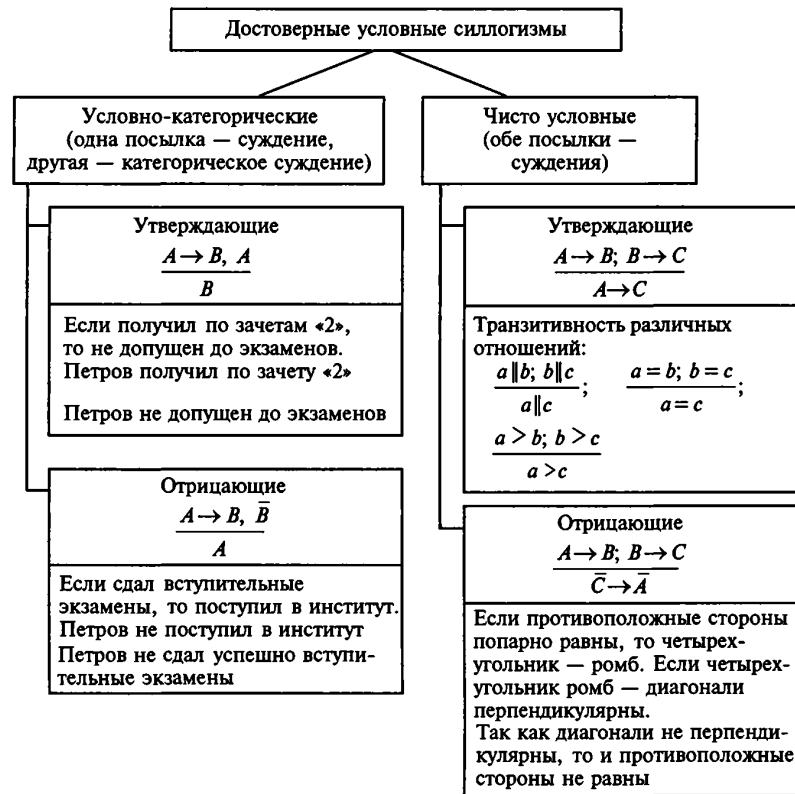 Достоверные условные силлогизмы
Условно-категорические
(одна посылка — суждение,
другая — категорическое суждение)
Утверждающие
A → B, A
B
Если получил по зачетам «2»,
то не допущен до экзаменов.
Петров получил по зачету «2»
Петров не допущен до экзаменов
Отрицающие
A → B, B̄
A
Если сдал вступительные
экзамены, то поступил в институт.
Петров не поступил в институт
Петров не сдал успешно вступи-
тельные экзамены
Чисто условные
(обе посылки —
суждения)
Утверждающие
A → B; B → C
A → C
Транзитивность различных
отношений:
a ∥ b; b ∥ c
a ∥ c
;
a = b; b = c
a = c
;
a > b; b > c
a > c
Отрицающие
A → B; B → C
C̄ → Ā
Если противоположные стороны
попарно равны, то четырех-
угольник — ромб. Если четырех-
угольник ромб — диагонали
перпендикулярны.
Так как диагонали не перпенди-
кулярны, то и противоположные
стороны не равны